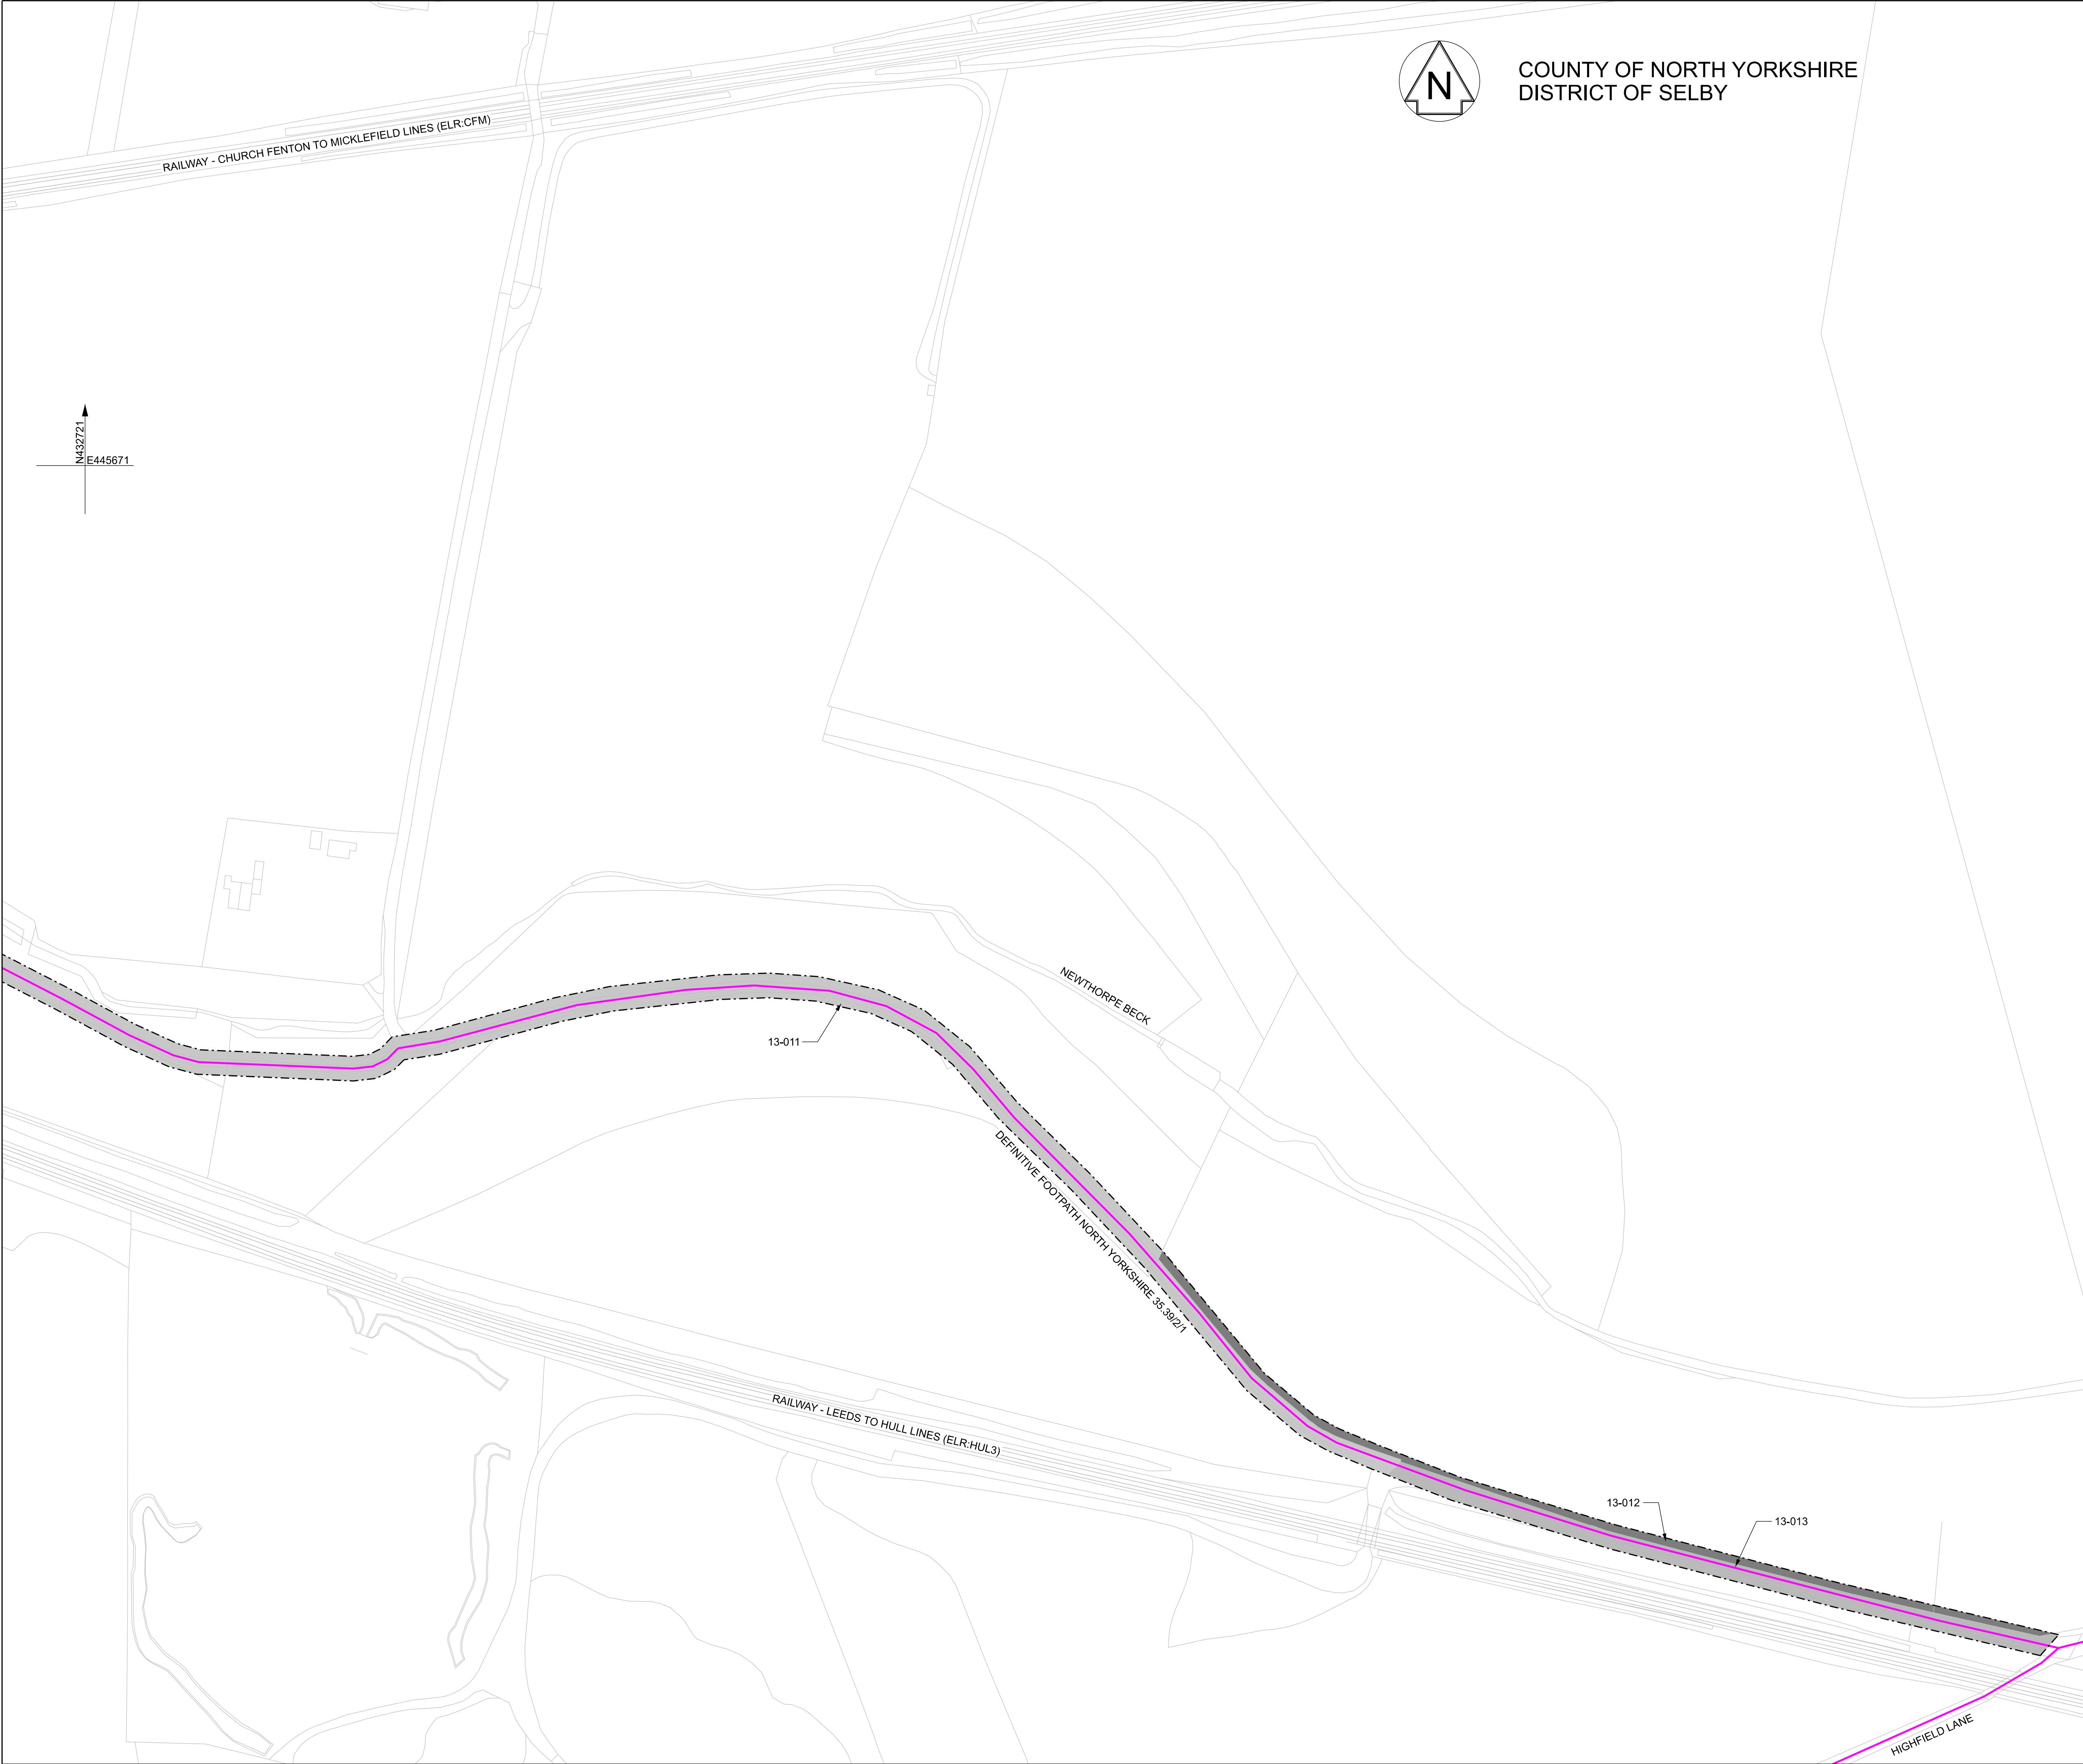 N
COUNTY OF NORTH YORKSHIRE
DISTRICT OF SELBY
RAILWAY - CHURCH FENTON TO MICKLEFIELD LINES (ELR:CFM)
N432721
E445671
NEWTHORPE BECK
13-011
DEFINITIVE FOOTPATH NORTH YORKSHIRE 35.39/2/1
RAILWAY - LEEDS TO HULL LINES (ELR:HUL3)
13-012
13-013
HIGHFIELD LANE